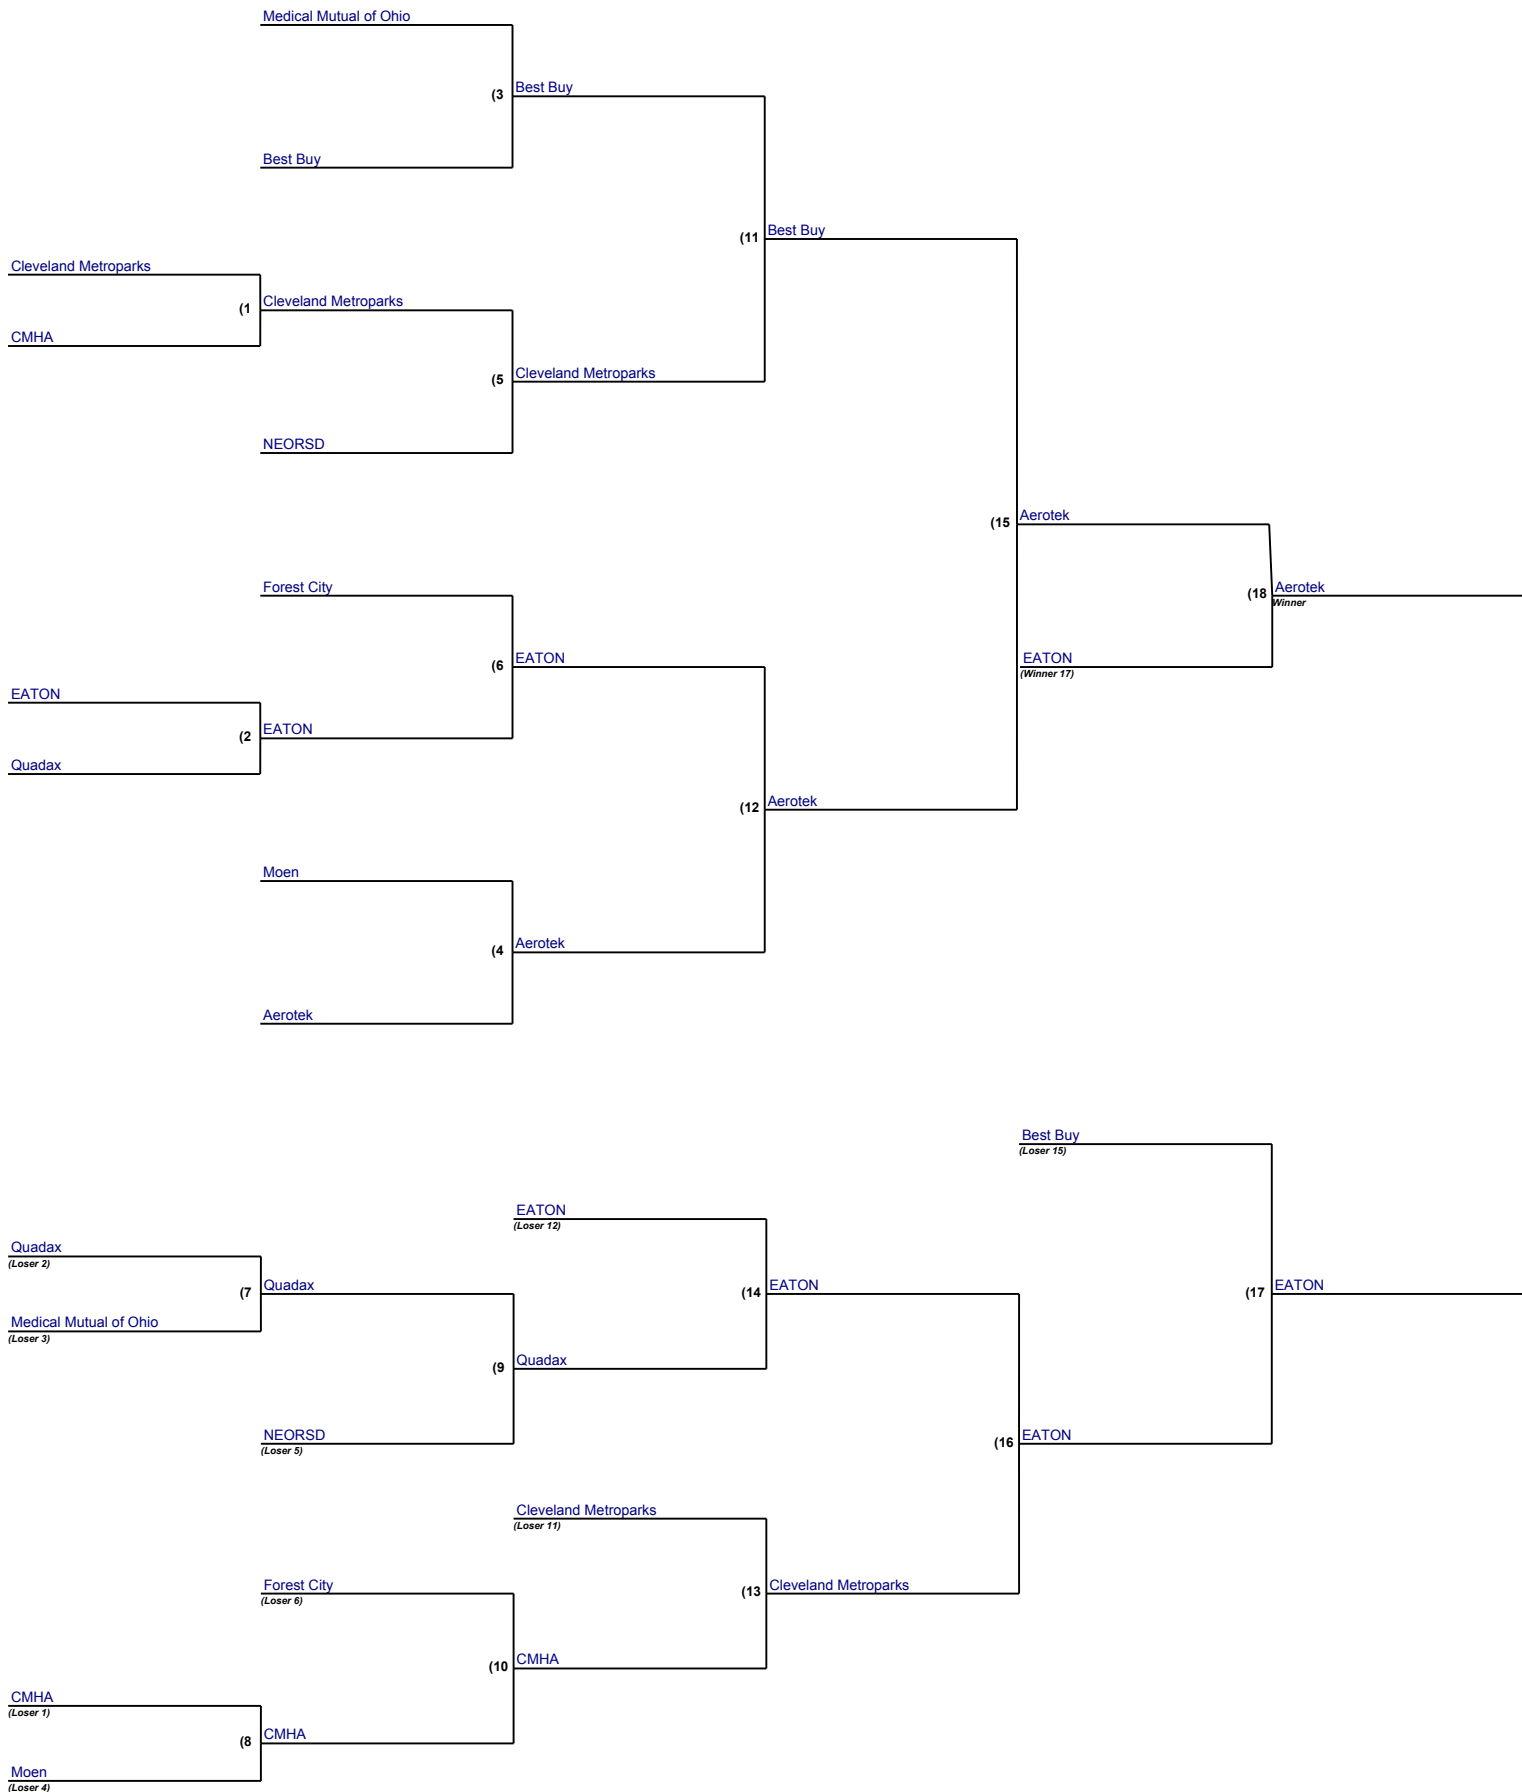 Medical Mutual of Ohio
(3 Best Buy
Best Buy
(11 Best Buy
Cleveland Metroparks
(1 Cleveland Metroparks
CMHA
(5 Cleveland Metroparks
NEORSD
(15 Aerotek
Forest City
(18 Aerotek
Winner
(6 EATON
EATON
(Winner 17)
EATON
(2 EATON
Quadax
(12 Aerotek
Moen
(4 Aerotek
Aerotek
Best Buy
(Loser 15)
EATON
(Loser 12)
Quadax
(Loser 2)
(7 Quadax
(14 EATON
(17 EATON
Medical Mutual of Ohio
(Loser 3)
(9 Quadax
NEORSD
(Loser 5)
(16 EATON
Cleveland Metroparks
(Loser 11)
Forest City
(Loser 6)
(13 Cleveland Metroparks
(10 CMHA
CMHA
(Loser 1)
(8 CMHA
Moen
(Loser 4)